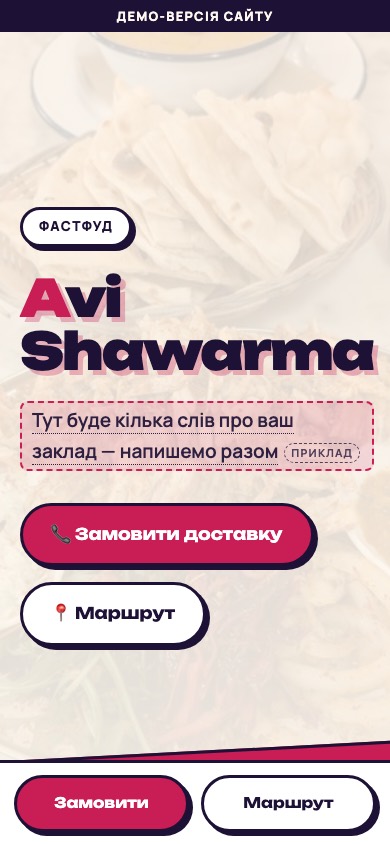 ДЕМО-ВЕРСІЯ САЙТУ
ФАСТФУД
Avi
Shawarma
Тут буде кілька слів про ваш
заклад — напишемо разом ПРИКЛАД
Замовити доставку
Маршрут
Замовити Маршрут